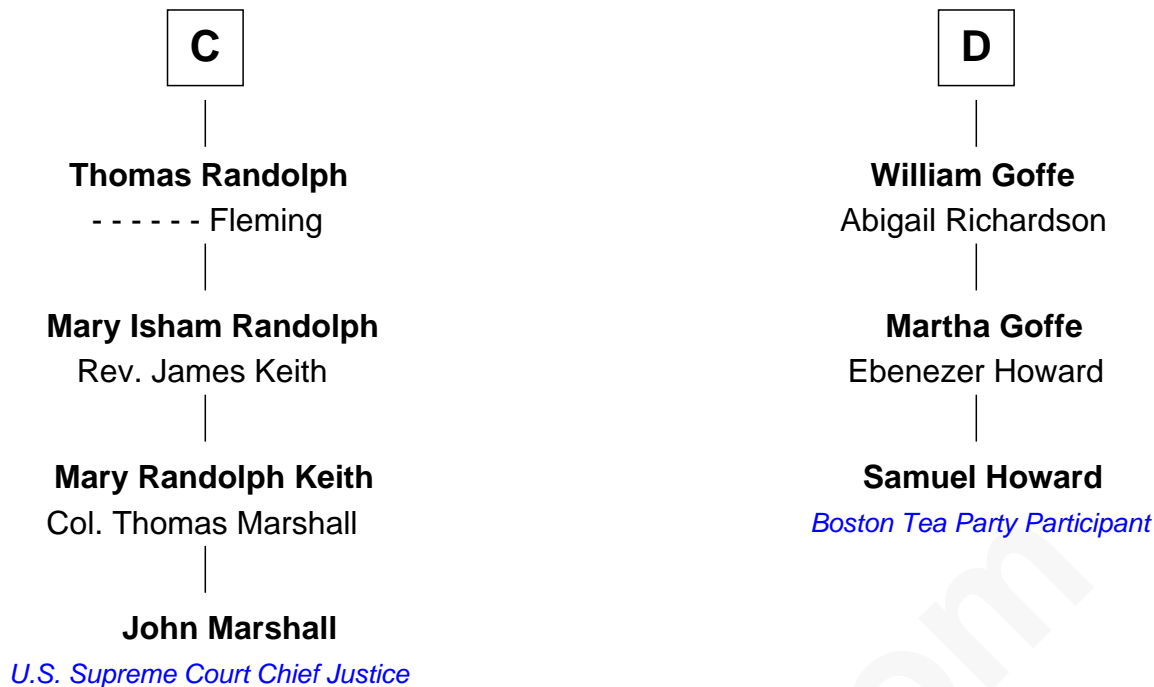 C
Thomas Randolph
- - - - - - Fleming
Mary Isham Randolph
Rev. James Keith
Mary Randolph Keith
Col. Thomas Marshall
John Marshall
U.S. Supreme Court Chief Justice
D
William Goffe
Abigail Richardson
Martha Goffe
Ebenezer Howard
Samuel Howard
Boston Tea Party Participant
om